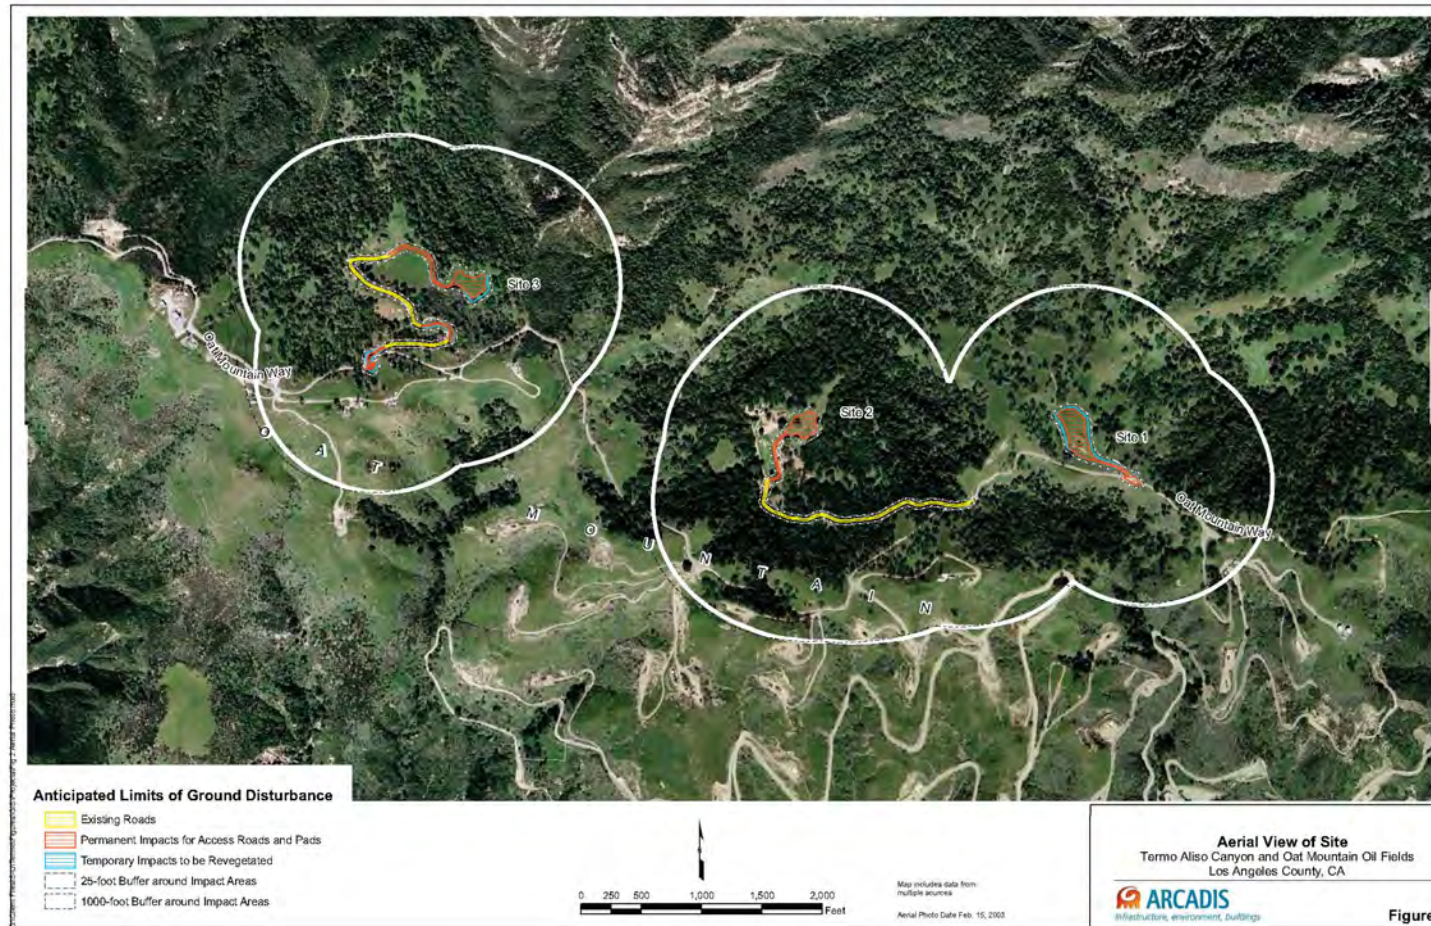 Site 3
Oat Mountain Way
Site 2
Site 1
Oat Mountain Way
O A T
M O U N T A I N
Anticipated Limits of Ground Disturbance
Existing Roads
Permanent Impacts for Access Roads and Pads
Temporary Impacts to be Revegetated
25-foot Buffer around Impact Areas
1000-foot Buffer around Impact Areas
0 250 500 1,000 1,500 2,000
Feet
Map includes data from
multiple sources
Aerial Photo Date Feb. 15, 2003
Aerial View of Site
Termo Aliso Canyon and Oat Mountain Oil Fields
Los Angeles County, CA
ARCADIS
Infrastructure, environment, buildings
Figure